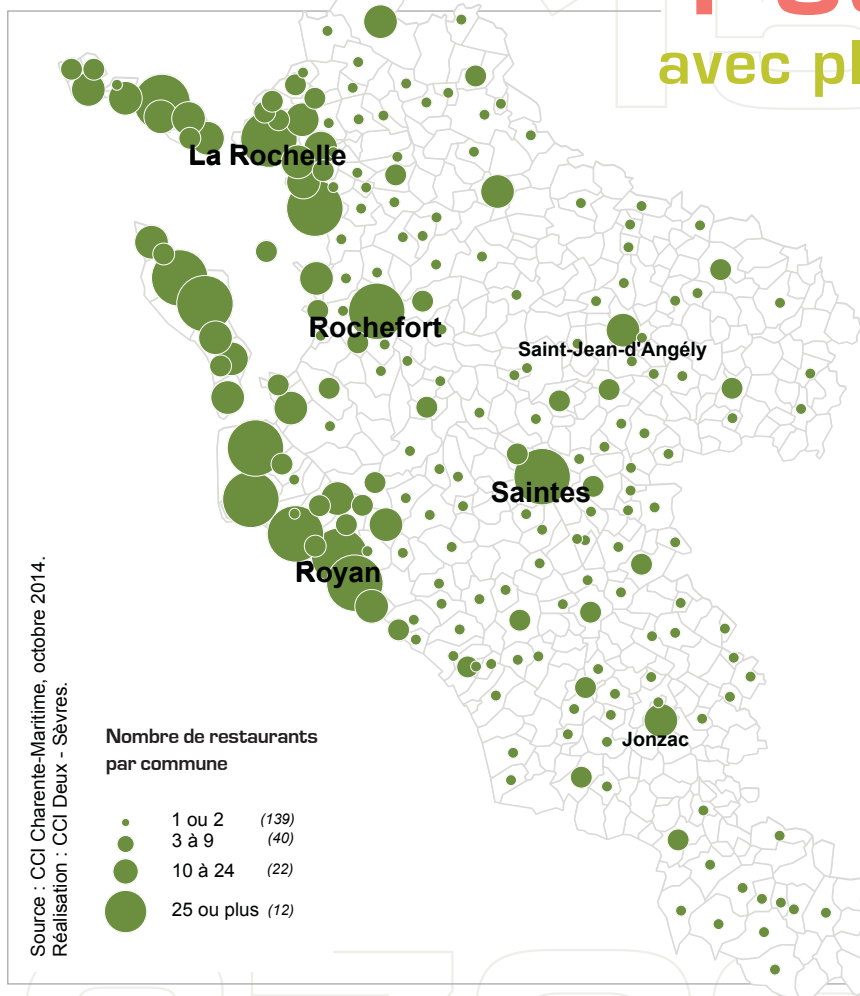 avec
La Rochelle
Rochefort
Saint-Jean-d'Angély
Saintes
Royan
Jonzac
Nombre de restaurants
par commune
1 ou 2 (139)
3 à 9 (40)
10 à 24 (22)
25 ou plus (12)
Source : CCI Charente-Maritime, octobre 2014.
Réalisation : CCI Deux - Sèvres.